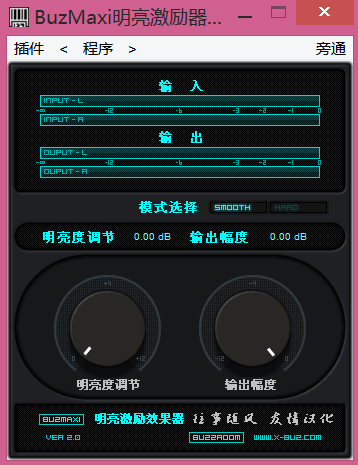 BuzMaxi明亮激励器...
插件 < 程序 > 旁通
输 入
INPUT - L
-∞ -12 -6 -3 -2 -1 0
INPUT - R
输 出
OUPUT - L
-∞ -12 -6 -3 -2 -1 0
OUPUT - R
模式选择 SMOOTH HARD
明亮度调节 0.00 dB 输出幅度 0.00 dB
+4 +4
0 +12 0 +12
明亮度调节 输出幅度
BUZMAXI 明亮激励效果器 往事随风 友情汉化
VER 2.0 BUZZROOM WWW.X-BUZ.COM